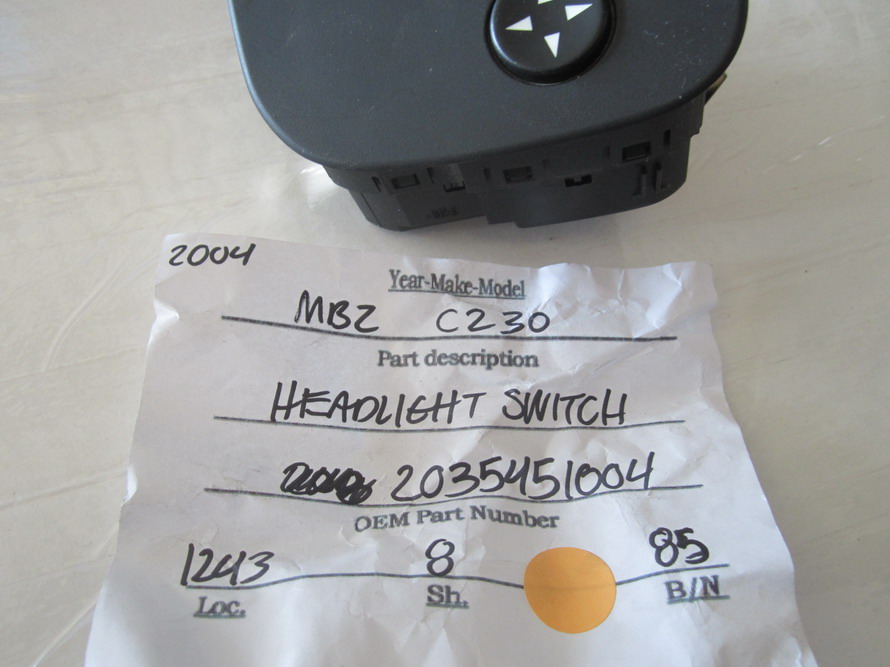 2004
Year-Make-Model
MBZ C230
Part description
HEADLIGHT SWITCH
2035451004
OEM Part Number
1243 8 85
Loc. Sh. B/N